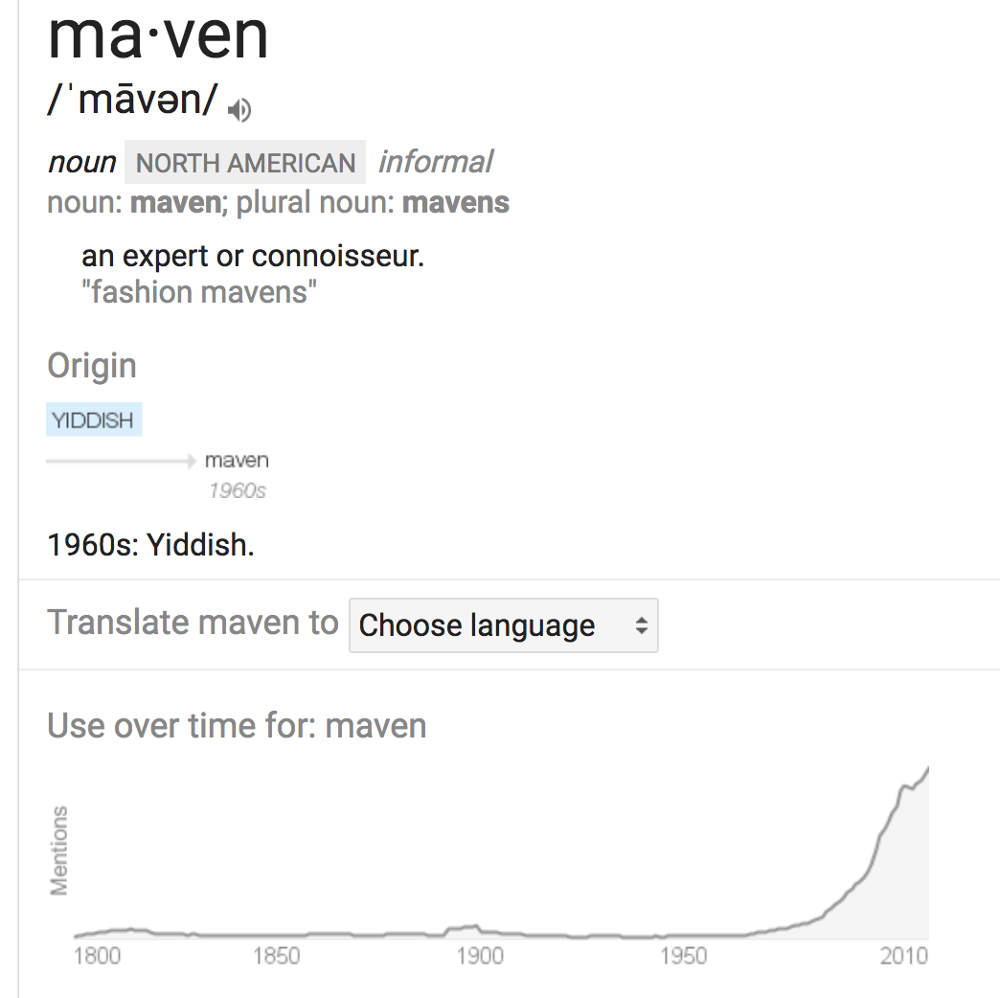 ma·ven
/ˈmāvən/
noun NORTH AMERICAN informal
noun: maven; plural noun: mavens
an expert or connoisseur.
"fashion mavens"
Origin
YIDDISH
maven
1960s
1960s: Yiddish.
Translate maven to Choose language
Use over time for: maven
Mentions
1800 1850 1900 1950 2010